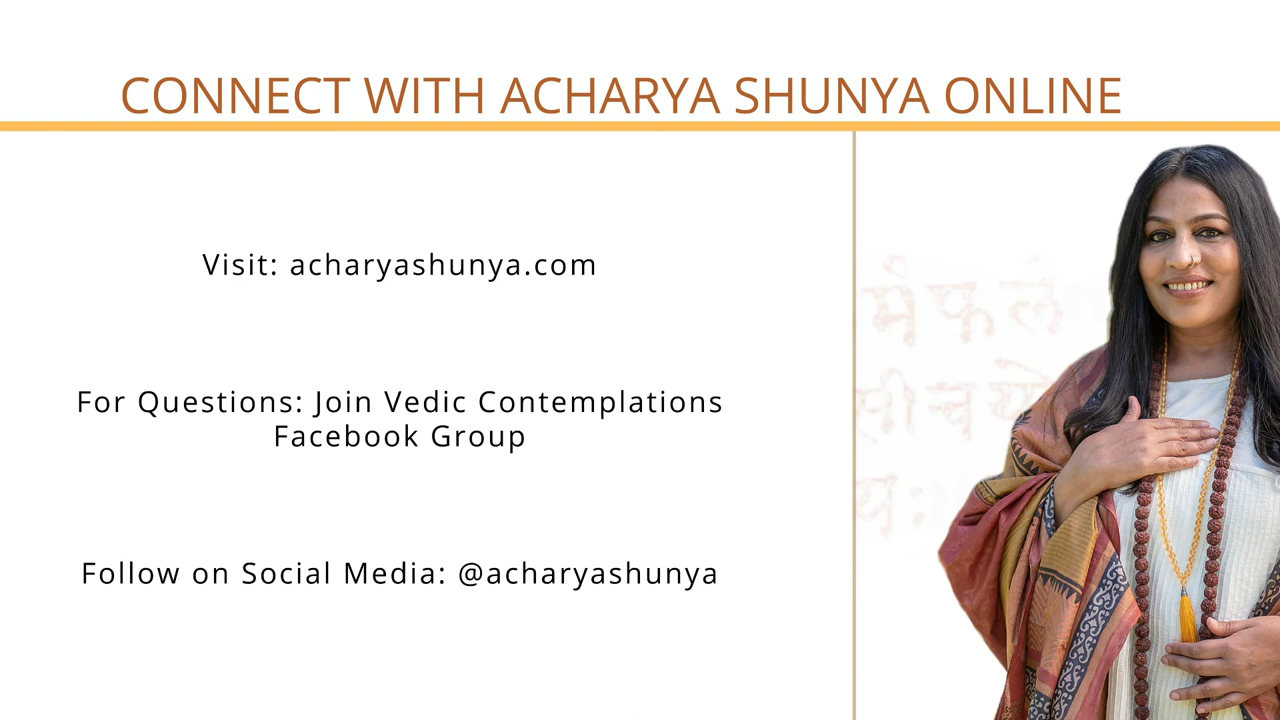 CONNECT WITH ACHARYA SHUNYA ONLINE
Visit: acharyashunya.com
For Questions: Join Vedic Contemplations
Facebook Group
Follow on Social Media: @acharyashunya